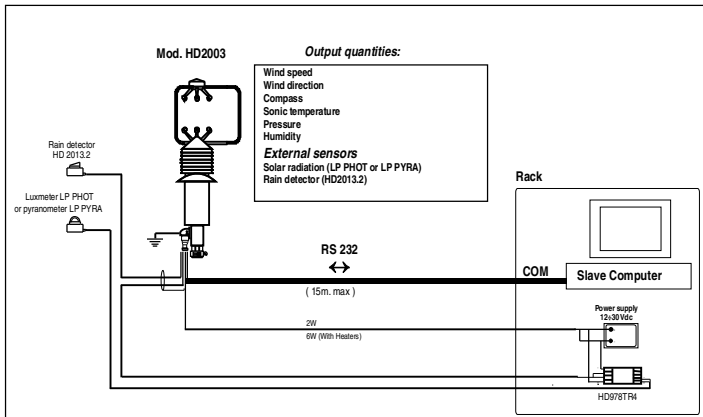 Mod. HD2003
Output quantities:
Wind speed
Wind direction
Compass
Sonic temperature
Pressure
Humidity
External sensors
Solar radiation (LP PHOT or LP PYRA)
Rain detector (HD2013.2)
Rain detector
HD 2013.2
Luxmeter LP PHOT
or pyranometer LP PYRA
Rack
RS 232
COM
Slave Computer
( 15m. max )
Power supply
12÷30Vdc
2W
6W (With Heaters)
HD978TR4